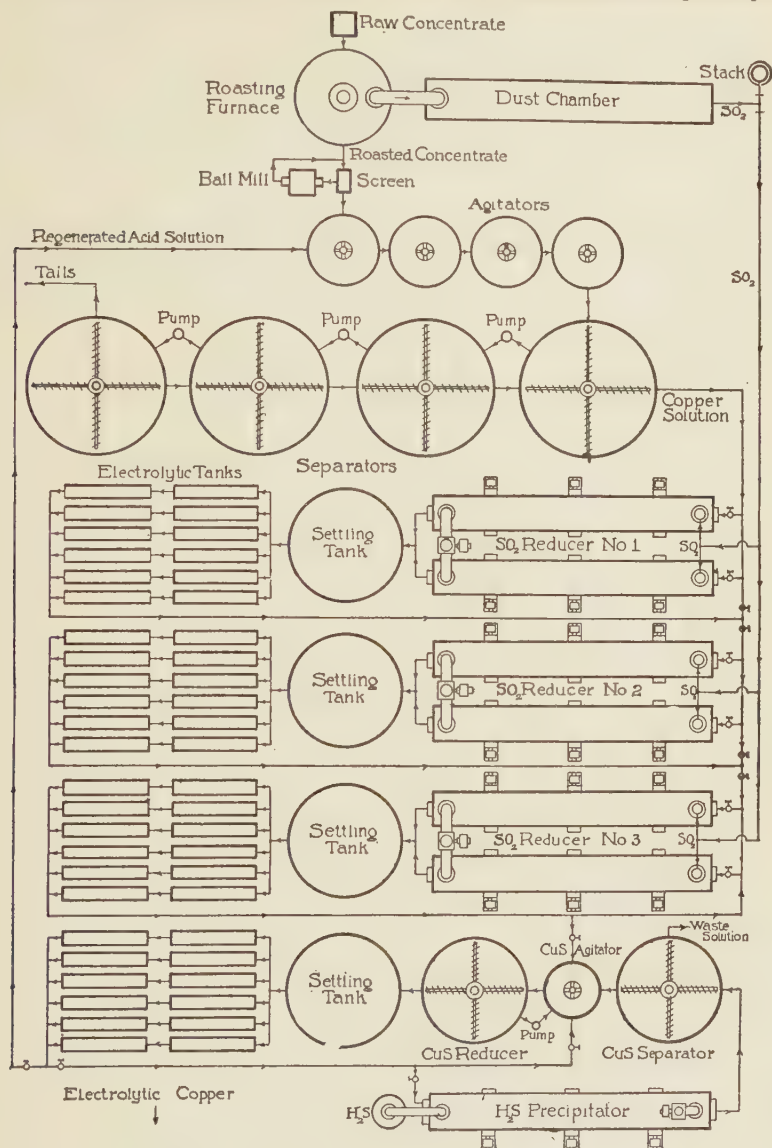 Raw Concentrate
Stack
Roasting
Furnace
Dust Chamber
SO2
Roasted Concentrate
Ball Mill
Screen
Agitators
Regenerated Acid Solution
SO2
Tails
Pump
Pump
Pump
Copper
Solution
Electrolytic Tanks
Separators
Settling
Tank
SO2 Reducer No 1
SO2
Settling
Tank
SO2 Reducer No 2
SO2
Settling
Tank
SO2 Reducer No 3
SO2
Waste
Solution
CuS Agitator
Settling
Tank
Pump
CuS Reducer
CuS Separator
Electrolytic Copper
H2S
H2S Precipitator